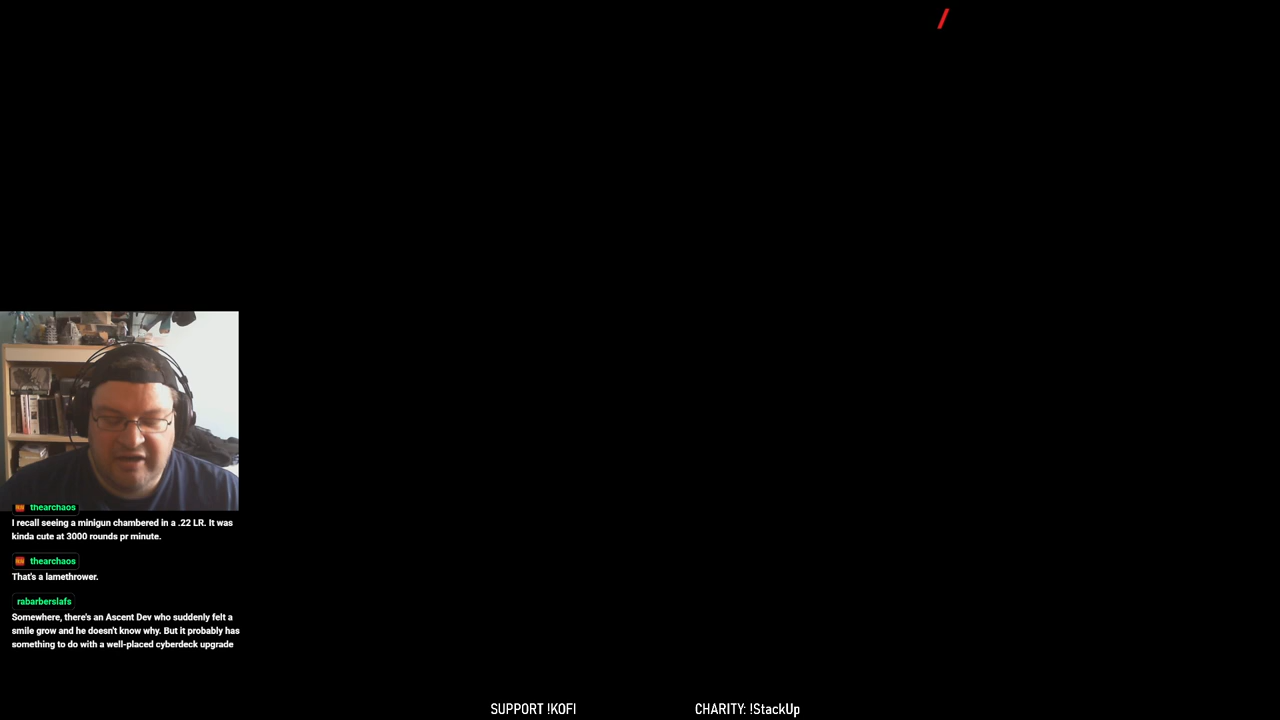 /
thearchaos
I recall seeing a minigun chambered in a .22 LR. It was
kinda cute at 3000 rounds pr minute.
thearchaos
That's a lamethrower.
rabarberslafs
Somewhere, there's an Ascent Dev who suddenly felt a
smile grow and he doesn't know why. But it probably has
something to do with a well-placed cyberdeck upgrade
SUPPORT !KOFI
CHARITY: !StackUp